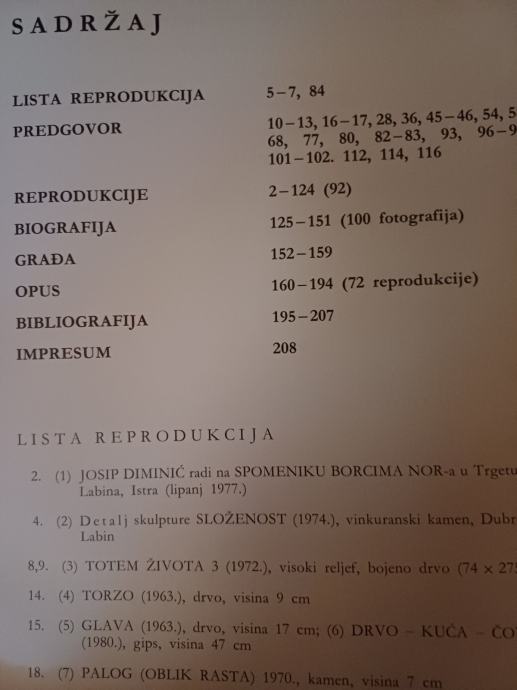 SADRŽAJ
LISTA REPRODUKCIJA 5–7, 84
PREDGOVOR 10–13, 16–17, 28, 36, 45–46, 54,
68, 77, 80, 82–83, 93,
101–102. 112, 114, 116
REPRODUKCIJE 2–124 (92)
BIOGRAFIJA 125–151 (100 fotografija)
GRAĐA 152–159
OPUS 160–194 (72 reprodukcije)
BIBLIOGRAFIJA 195–207
IMPRESUM 208
LISTA REPRODUKCIJA
2. (1) JOSIP DIMINIĆ radi na SPOMENIKU BORCIMA NOR-a u
Labina, Istra (lipanj 1977.)
4. (2) Detalj skulpture SLOŽENOST (1974.), vinkuranski kamen,
Labin
8,9. (3) TOTEM ŽIVOTA 3 (1972.), visoki reljef, bojeno drvo (74 ×
14. (4) TORZO (1963.), drvo, visina 9 cm
15. (5) GLAVA (1963.), drvo, visina 17 cm; (6) DRVO – KUĆA –
(1980.), gips, visina 47 cm
18. (7) PALOG (OBLIK RASTA) 1970., kamen, visina 7 cm